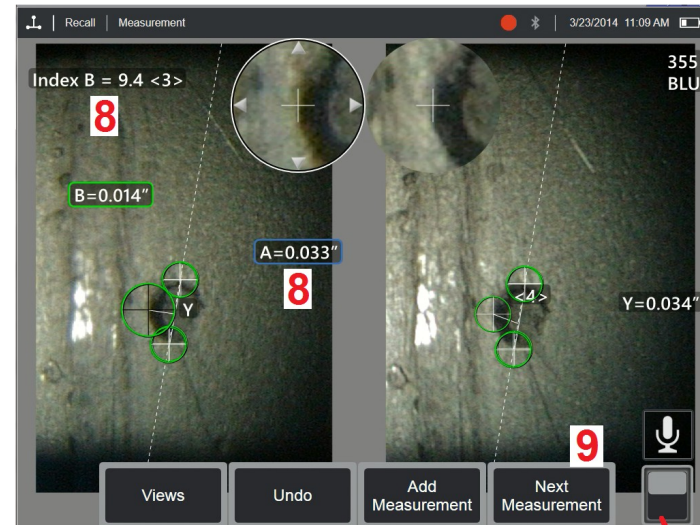 Recall | Measurement
3/23/2014 11:09 AM
Index B = 9.4 <3>
355
BLU
8
B=0.014"
A=0.033"
8
Y
<4>
Y=0.034"
9
Views
Undo
Add
Measurement
Next
Measurement